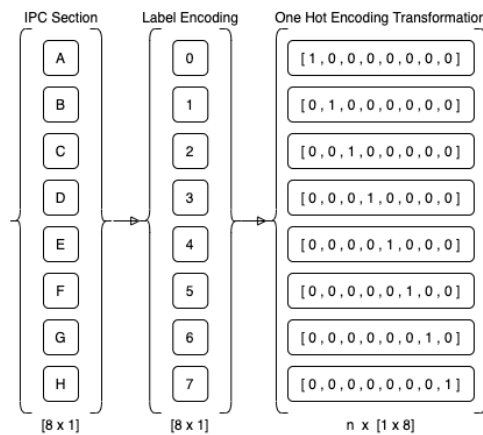 IPC Section Label Encoding One Hot Encoding Transformation
A 0 [ 1 , 0 , 0 , 0 , 0 , 0 , 0 , 0 ]
B 1 [ 0 , 1 , 0 , 0 , 0 , 0 , 0 , 0 ]
C 2 [ 0 , 0 , 1 , 0 , 0 , 0 , 0 , 0 ]
D 3 [ 0 , 0 , 0 , 1 , 0 , 0 , 0 , 0 ]
E 4 [ 0 , 0 , 0 , 0 , 1 , 0 , 0 , 0 ]
F 5 [ 0 , 0 , 0 , 0 , 0 , 1 , 0 , 0 ]
G 6 [ 0 , 0 , 0 , 0 , 0 , 0 , 1 , 0 ]
H 7 [ 0 , 0 , 0 , 0 , 0 , 0 , 0 , 1 ]
[8 x 1] [8 x 1] n x [1 x 8]